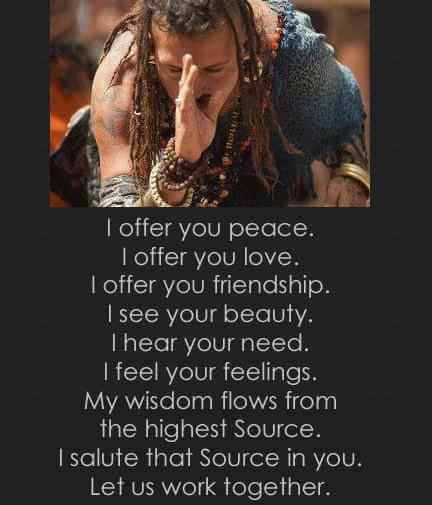 I offer you peace.
I offer you love.
I offer you friendship.
I see your beauty.
I hear your need.
I feel your feelings.
My wisdom flows from
the highest Source.
I salute that Source in you.
Let us work together.